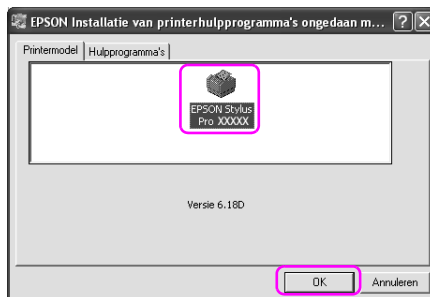 EPSON Installatie van printerhulpprogramma's ongedaan m...
Printermodel Hulpprogramma's
EPSON Stylus
Pro XXXXX
Versie 6.18D
OK Annuleren